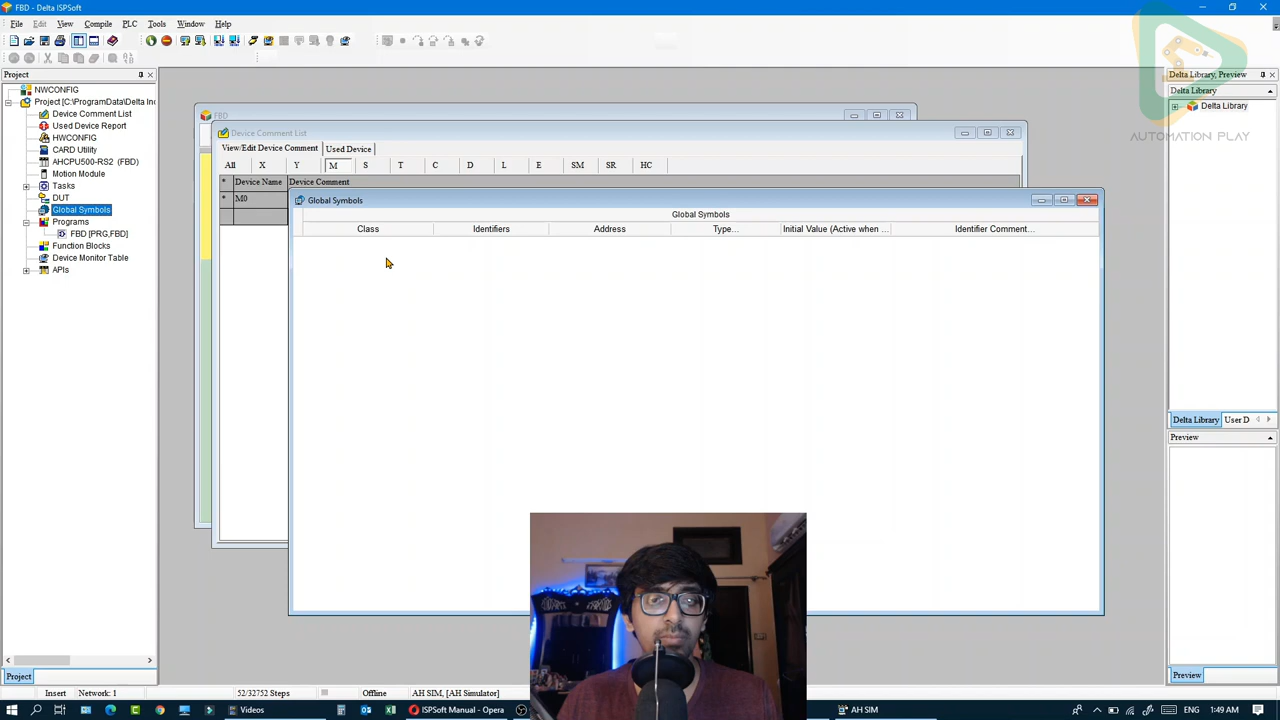 FBD - Delta ISPSoft
File Edit View Compile PLC Tools Window Help
Project
NWCONFIG
Project [C:\ProgramData\Delta Inc
Device Comment List
Used Device Report
HWCONFIG
CARD Utility
AHCPU500-RS2 (FBD)
Motion Module
Tasks
DUT
Global Symbols
Programs
FBD [PRG,FBD]
Function Blocks
Device Monitor Table
APIs
Project
FBD
Device Comment List
View/Edit Device Comment Used Device
All X Y M S T C D L E SM SR HC
* Device Name Device Comment
* M0
Global Symbols
Global Symbols
Class Identifiers Address Type... Initial Value (Active when ... Identifier Comment...
Delta Library, Preview
Delta Library
Delta Library
AUTOMATION PLAY
Delta Library User D
Preview
Preview
Insert Network: 1 52/32752 Steps Offline AH SIM, [AH Simulator]
Videos ISPSoft Manual - Opera AH SIM 1:49 AM